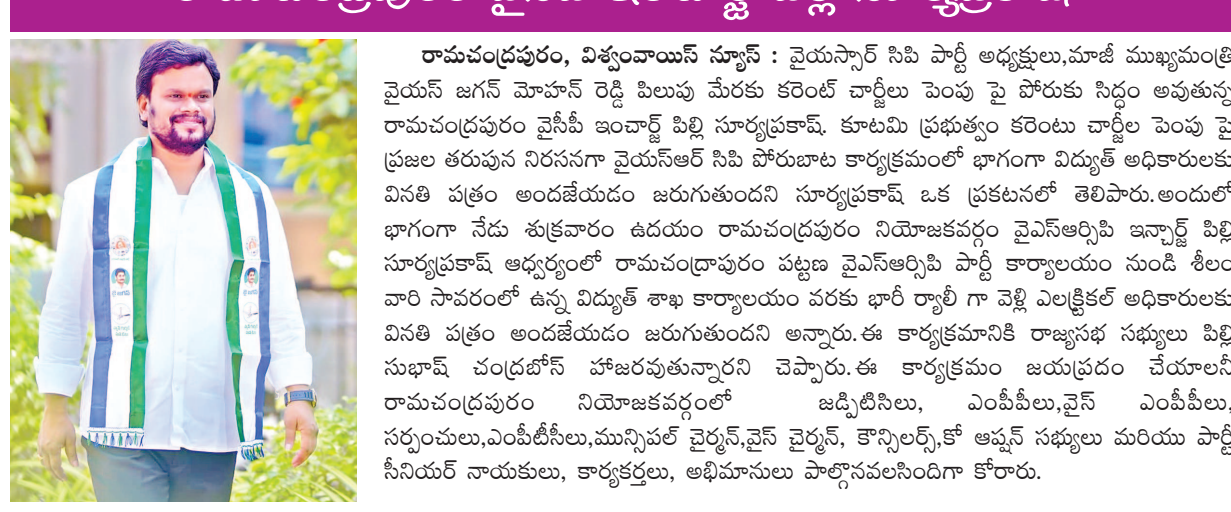 రామచంద్రపురం, విశ్వంవాయిస్ న్యూస్ : వైయస్సార్ సిపి పార్టీ అధ్యక్షులు,మాజీ ముఖ్యమంత్రి
వైయస్ జగన్ మోహన్ రెడ్డి పిలుపు మేరకు కరెంట్ చార్జీలు పెంపు పై పోరుకు సిద్ధం అవుతున్న
రామచంద్రపురం వైసీపీ ఇంచార్జ్ పిల్లి సూర్యప్రకాష్. కూటమి ప్రభుత్వం కరెంటు చార్జీల పెంపు పై
ప్రజల తరుపున నిరసనగా వైయస్ఆర్ సిపి పోరుబాట కార్యక్రమంలో భాగంగా విద్యుత్ అధికారులకు
వినతి పత్రం అందజేయడం జరుగుతుందని సూర్యప్రకాష్ ఒక ప్రకటనలో తెలిపారు.అందులో
భాగంగా నేడు శుక్రవారం ఉదయం రామచంద్రపురం నియోజకవర్గం వైఎస్ఆర్సిపి ఇన్చార్జ్ పిల్లి
సూర్యప్రకాష్ ఆధ్వర్యంలో రామచంద్రాపురం పట్టణ వైఎస్ఆర్సిపి పార్టీ కార్యాలయం నుండి శీలం
వారి సావరంలో ఉన్న విద్యుత్ శాఖ కార్యాలయం వరకు భారీ ర్యాలీ గా వెళ్లి ఎలక్ట్రికల్ అధికారులకు
వినతి పత్రం అందజేయడం జరుగుతుందని అన్నారు.ఈ కార్యక్రమానికి రాజ్యసభ సభ్యులు పిల్లి
సుభాష్ చంద్రబోస్ హాజరవుతున్నారని చెప్పారు.ఈ కార్యక్రమం జయప్రదం చేయాలని
రామచంద్రపురం నియోజకవర్గంలో జడ్పిటిసిలు, ఎంపీపీలు,వైస్ ఎంపీపీలు,
సర్పంచులు,ఎంపీటీసీలు,మున్సిపల్ చైర్మన్,వైస్ చైర్మన్, కౌన్సిలర్స్,కో ఆప్షన్ సభ్యులు మరియు పార్టీ
సీనియర్ నాయకులు, కార్యకర్తలు, అభిమానులు పాల్గొనవలసిందిగా కోరారు.